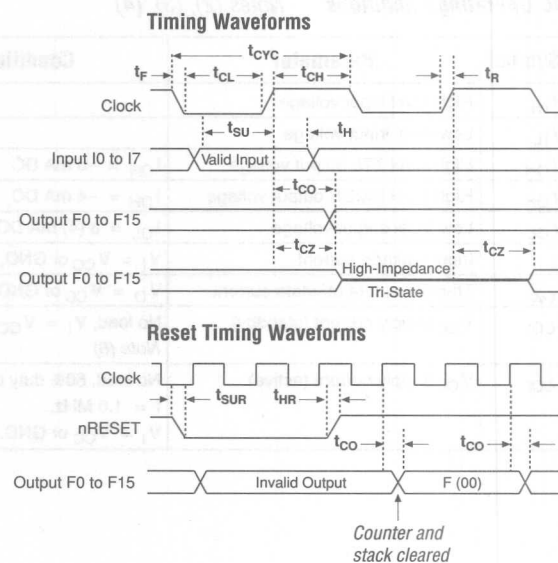 Timing Waveforms
tCYC
tF tCL tCH tR
Clock
tSU tH
Input I0 to I7 Valid Input
tCO
Output F0 to F15
tCZ tCZ
High-Impedance
Output F0 to F15
Tri-State
Reset Timing Waveforms
Clock
tSUR tHR
nRESET
tCO tCO
Output F0 to F15 Invalid Output F (00)
Counter and
stack cleared